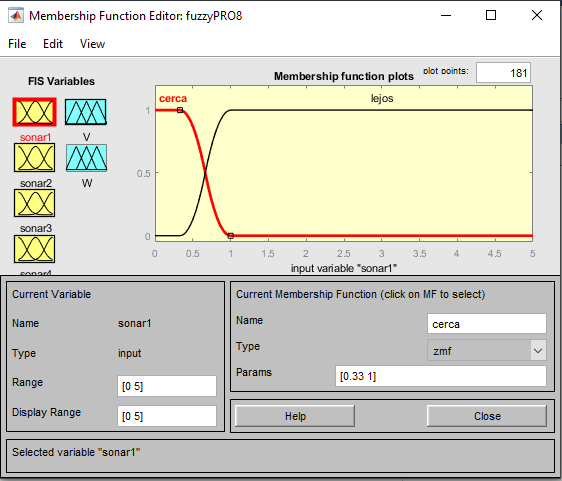 Membership Function Editor: fuzzyPRO8
File Edit View
FIS Variables
Membership function plots
plot points:
181
sonar1
V
sonar2
W
sonar3
sonar4
cerca
lejos
1
0.5
0
0 0.5 1 1.5 2 2.5 3 3.5 4 4.5 5
input variable "sonar1"
Current Variable
Name sonar1
Type input
Range [0 5]
Display Range [0 5]
Current Membership Function (click on MF to select)
Name cerca
Type zmf
Params [0.33 1]
Help Close
Selected variable "sonar1"